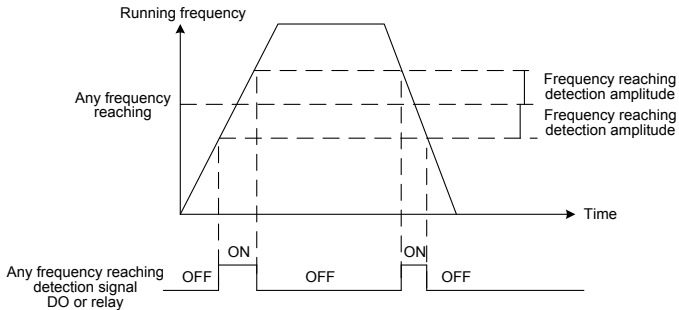 Running frequency
Any frequency
reaching
Frequency reaching
detection amplitude
Frequency reaching
detection amplitude
Time
Any frequency reaching
detection signal
DO or relay
OFF
ON
OFF
ON
OFF